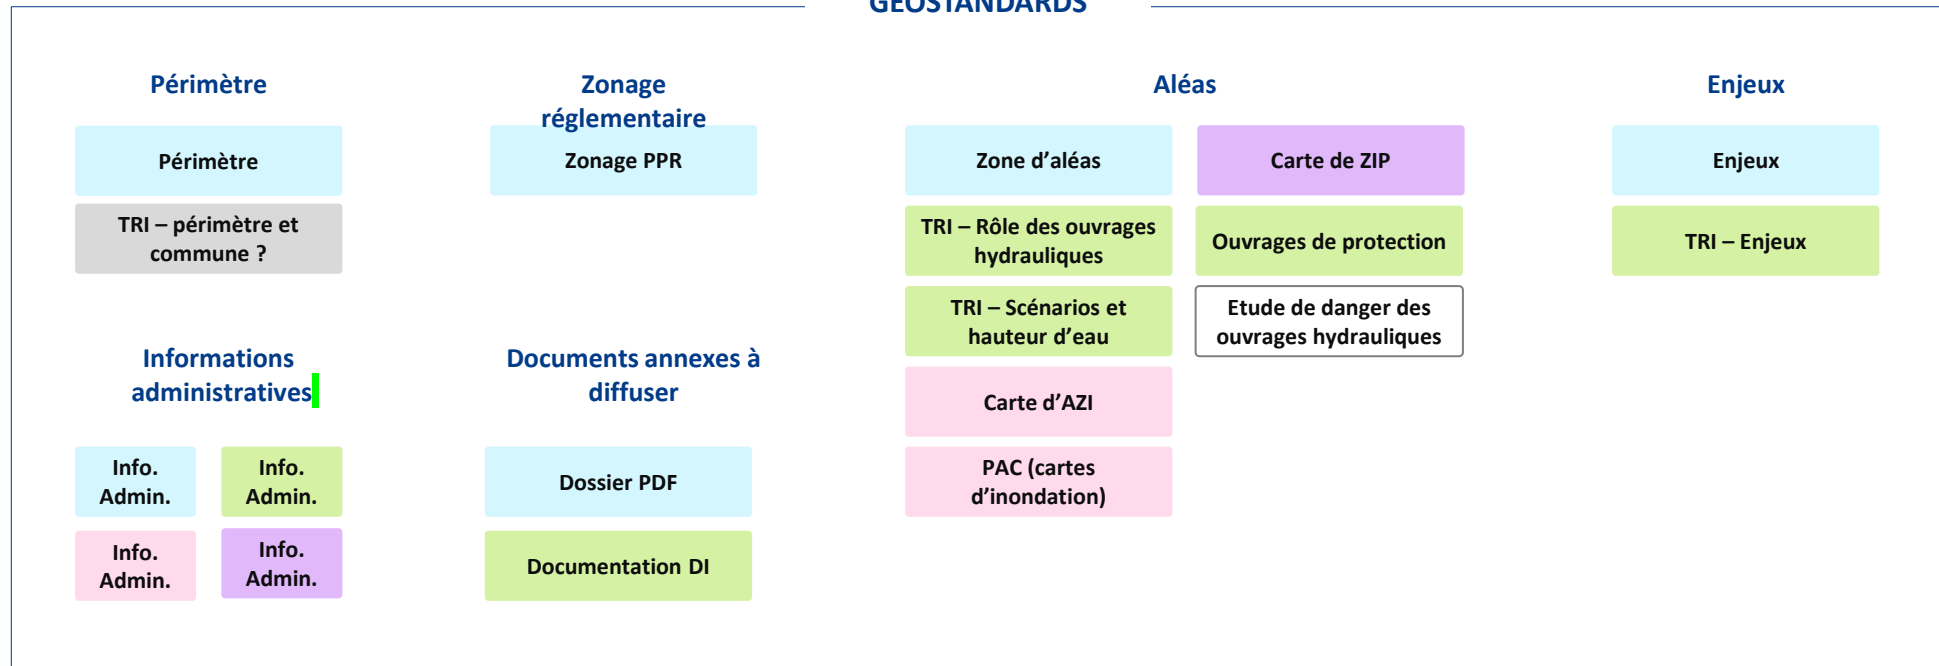 GEOSTANDARDS
Périmètre
Périmètre
TRI – périmètre et
commune ?
Zonage
réglementaire
Zonage PPR
Aléas
Zone d’aléas
Carte de ZIP
TRI – Rôle des ouvrages
hydrauliques
Ouvrages de protection
TRI – Scénarios et
hauteur d’eau
Etude de danger des
ouvrages hydrauliques
Carte d’AZI
PAC (cartes
d’inondation)
Enjeux
Enjeux
TRI – Enjeux
Informations
administratives
Info.
Admin.
Info.
Admin.
Info.
Admin.
Info.
Admin.
Documents annexes à
diffuser
Dossier PDF
Documentation DI